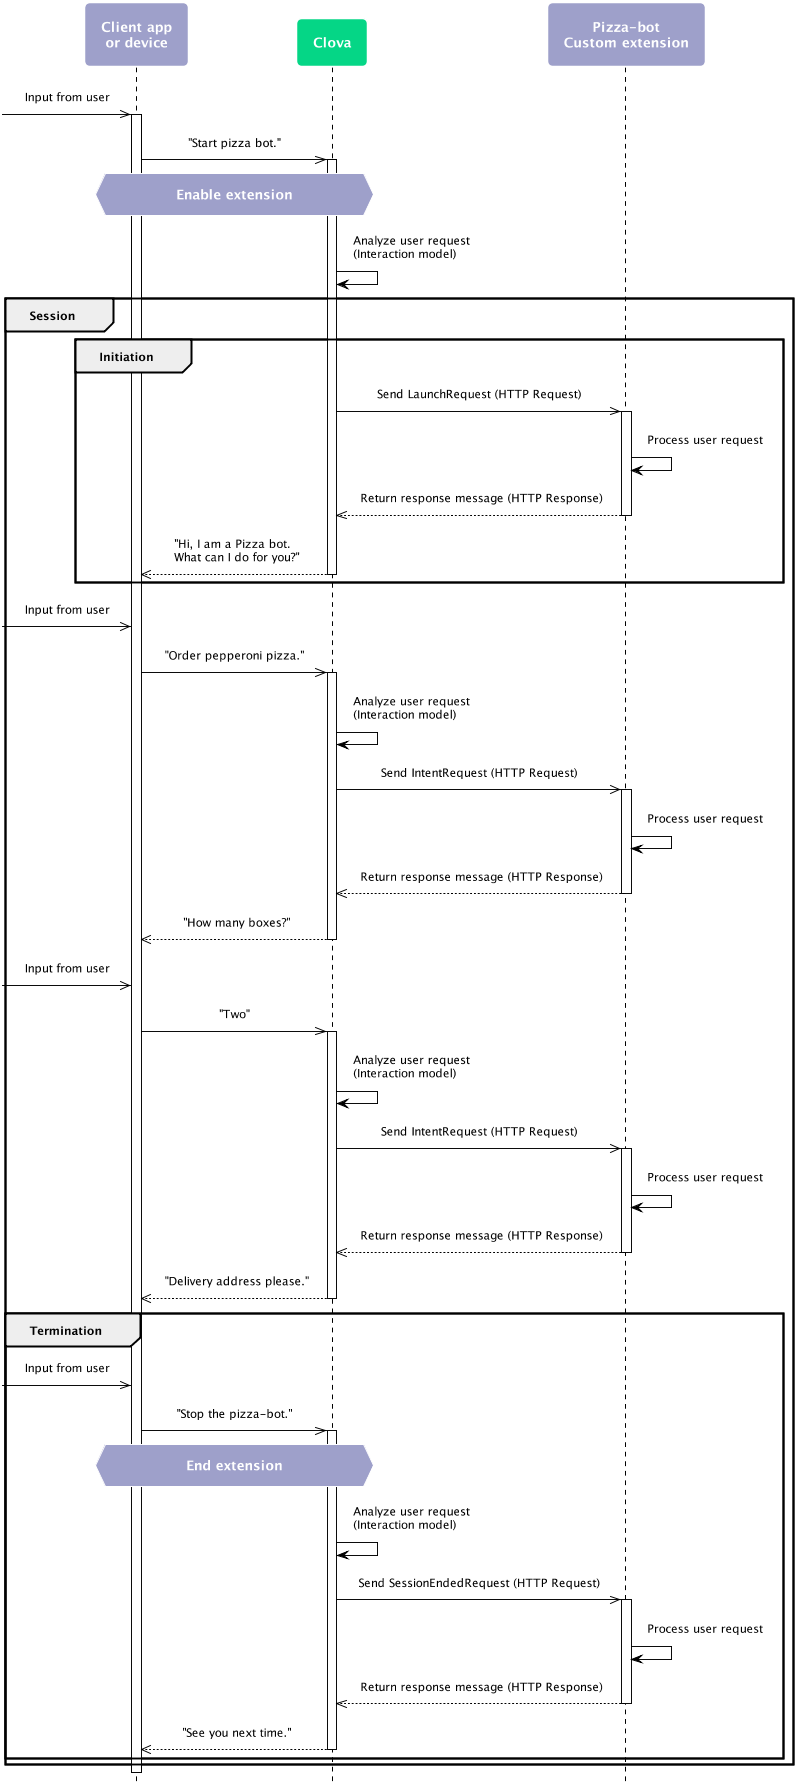 Client app
or device
Clova
Pizza-bot
Custom extension
Input from user
"Start pizza bot."
Enable extension
Analyze user request
(Interaction model)
Session
Initiation
Send LaunchRequest (HTTP Request)
Process user request
Return response message (HTTP Response)
"Hi, I am a Pizza bot.
What can I do for you?"
Input from user
"Order pepperoni pizza."
Analyze user request
(Interaction model)
Send IntentRequest (HTTP Request)
Process user request
Return response message (HTTP Response)
"How many boxes?"
Input from user
"Two"
Analyze user request
(Interaction model)
Send IntentRequest (HTTP Request)
Process user request
Return response message (HTTP Response)
"Delivery address please."
Termination
Input from user
"Stop the pizza-bot."
End extension
Analyze user request
(Interaction model)
Send SessionEndedRequest (HTTP Request)
Process user request
Return response message (HTTP Response)
"See you next time."